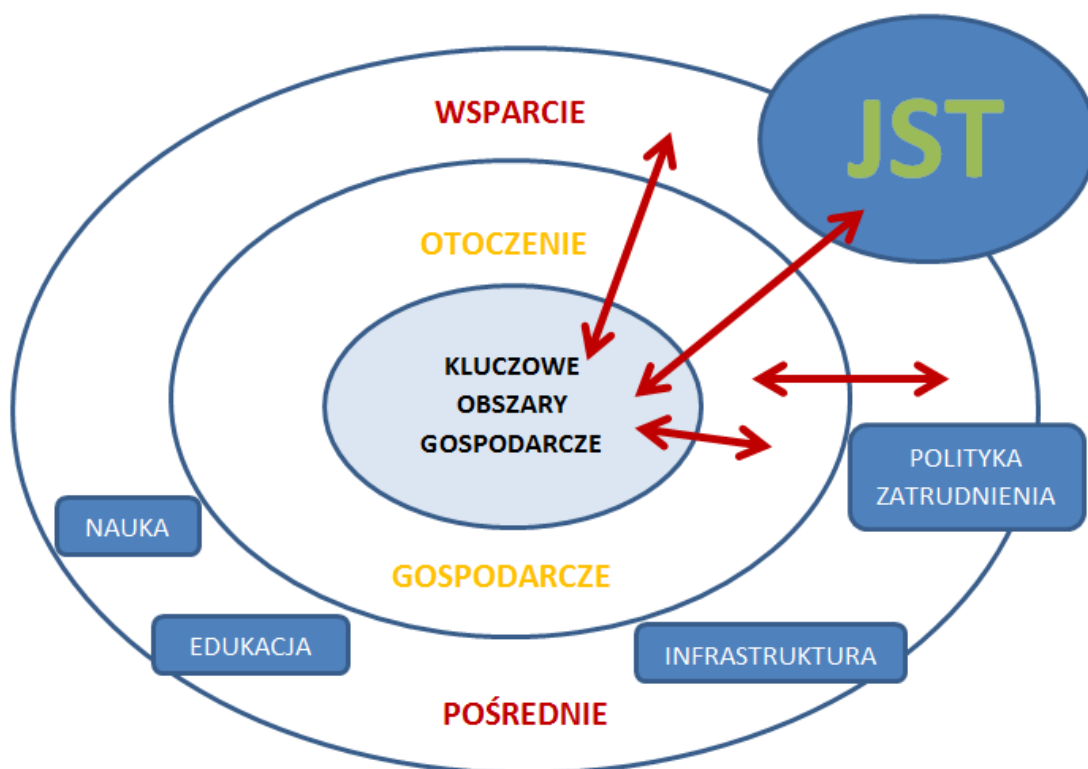 WSPARCIE
JST
OTOCZENIE
KLUCZOWE
OBSZARY
GOSPODARCZE
POLITYKA
ZATRUDNIENIA
NAUKA
GOSPODARCZE
EDUKACJA
INFRASTRUKTURA
POŚREDNIE